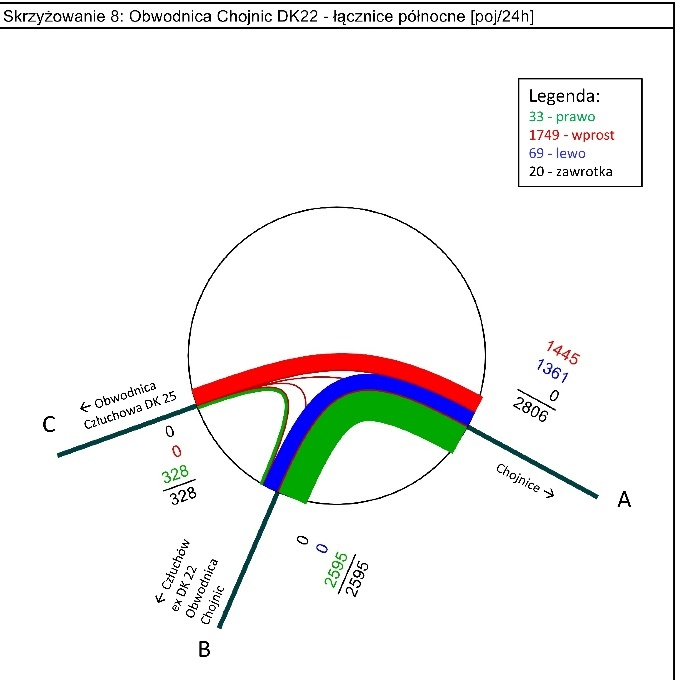 Skrzyżowanie 8: Obwodnica Chojnic DK22 - łącznice północne [poj/24h]
Legenda:
33 - prawo
1749 - wprost
69 - lewo
20 - zawrotka
1445
1361
0
2806
← Obwodnica
Człuchowa DK 25
C
0
0
328
328
Chojnice →
A
0
0
2595
2595
← Człuchów
ex DK 22
Obwodnica
Chojnic
B